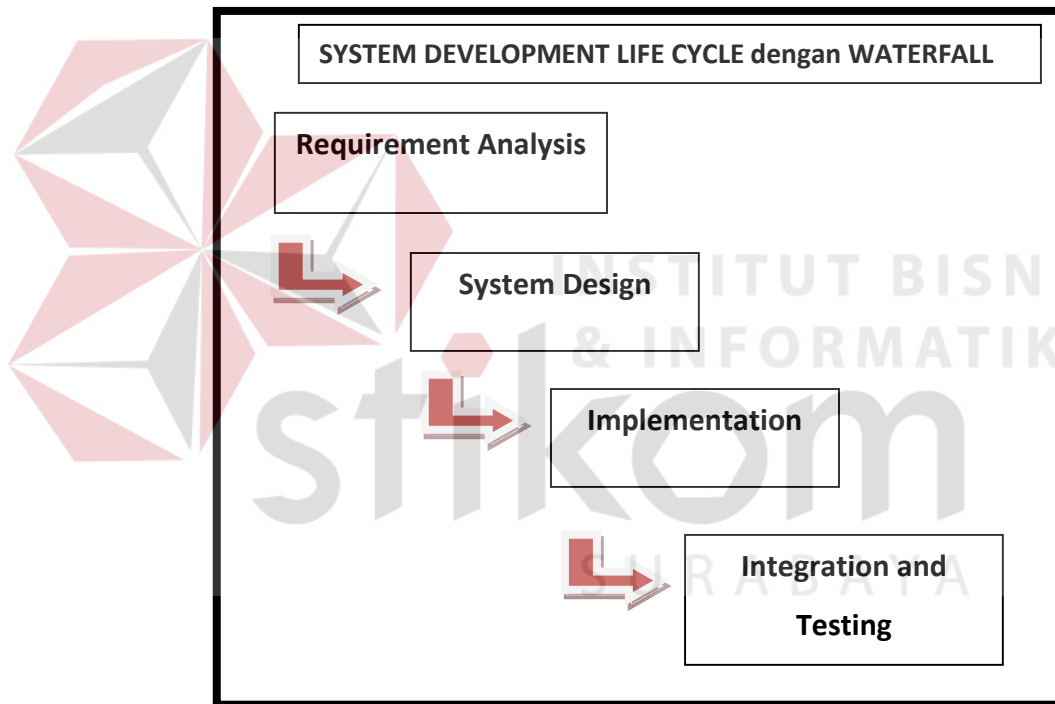 SYSTEM DEVELOPMENT LIFE CYCLE dengan WATERFALL
Requirement Analysis
System Design
INSTITUT BISN
& INFORMATIK
stikom
SURABAYA
Implementation
Integration and
Testing